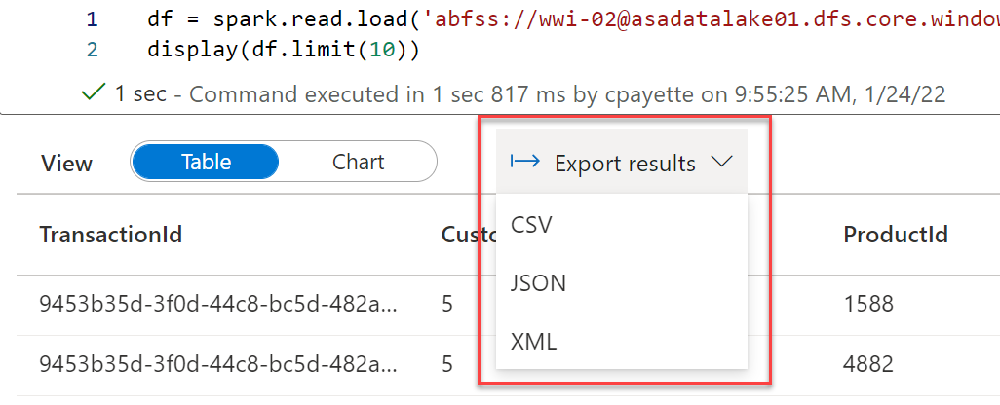 1 df = spark.read.load('abfss://wwi-02@asadatalake01.dfs.core.window
2 display(df.limit(10))
1 sec - Command executed in 1 sec 817 ms by cpayette on 9:55:25 AM, 1/24/22
View Table Chart Export results
CSV
JSON
XML
TransactionId Custo ProductId
9453b35d-3f0d-44c8-bc5d-482a... 5 1588
9453b35d-3f0d-44c8-bc5d-482a... 5 4882